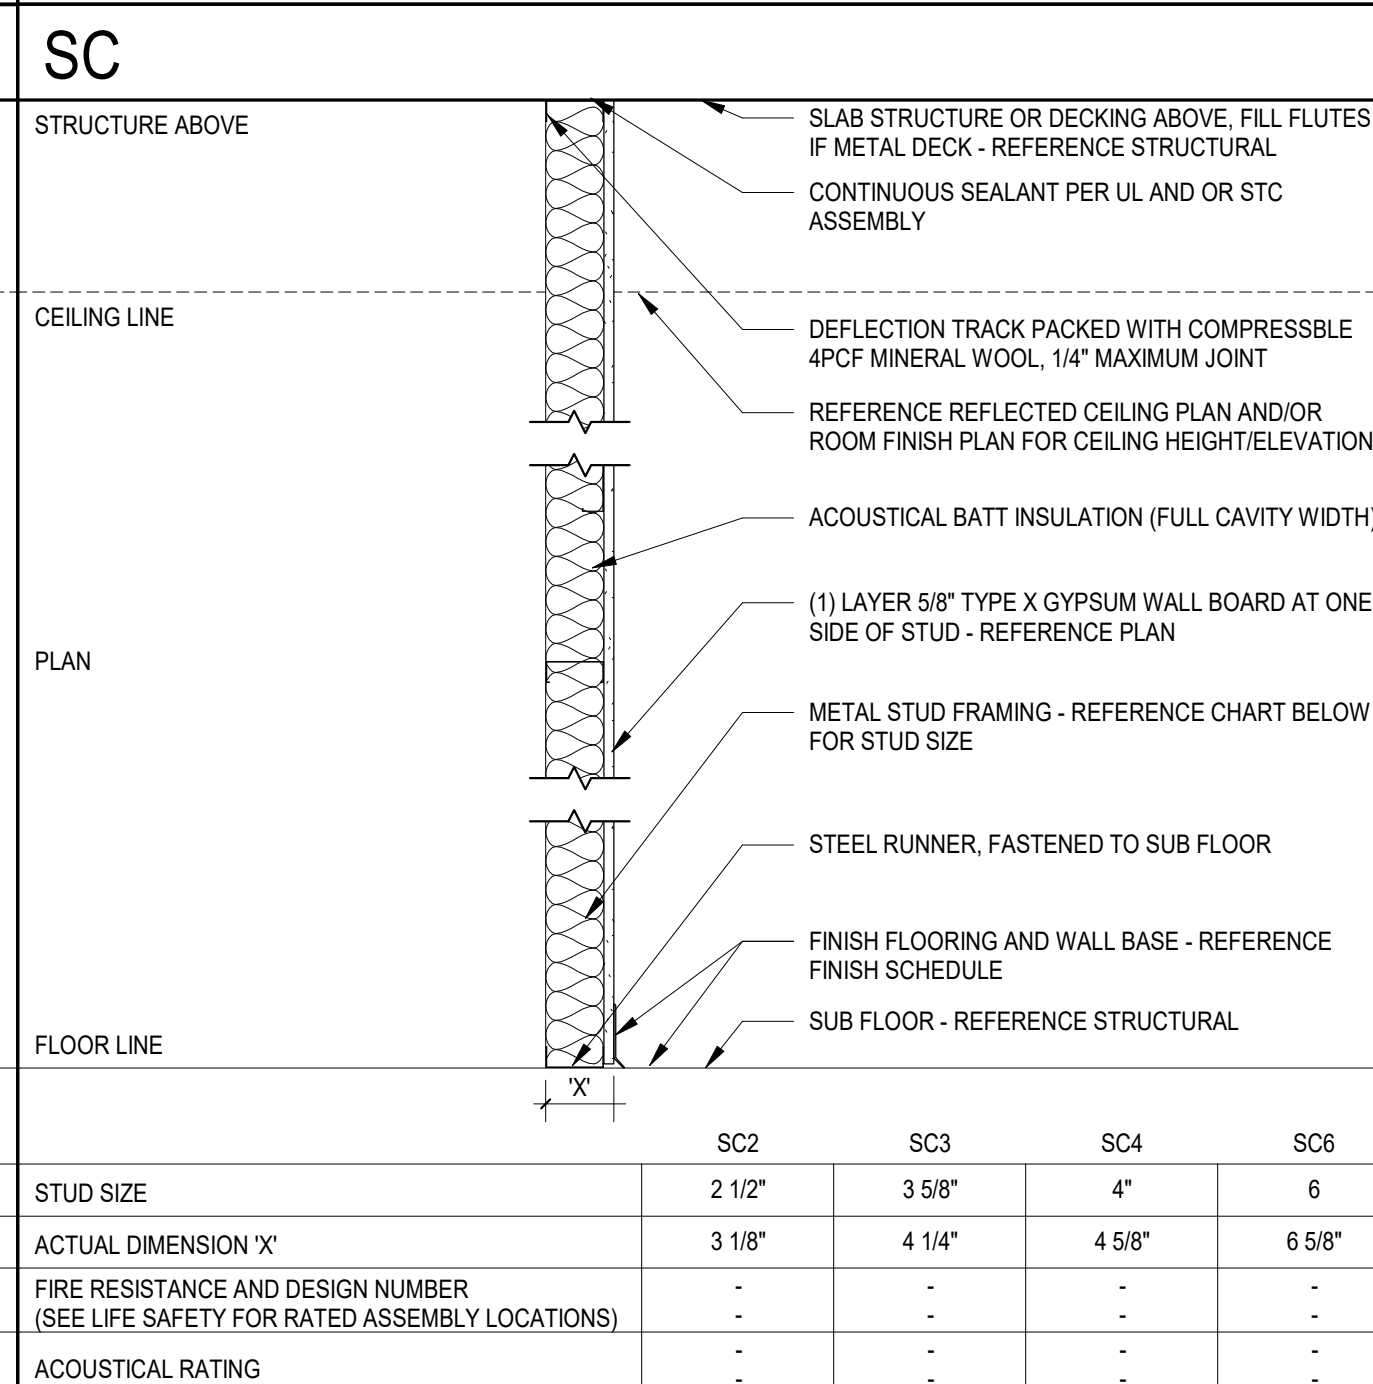 SC
STRUCTURE ABOVE
SLAB STRUCTURE OR DECKING ABOVE, FILL FLUTES
IF METAL DECK - REFERENCE STRUCTURAL
CONTINUOUS SEALANT PER UL AND OR STC
ASSEMBLY
CEILING LINE
DEFLECTION TRACK PACKED WITH COMPRESSBLE
4PCF MINERAL WOOL, 1/4" MAXIMUM JOINT
REFERENCE REFLECTED CEILING PLAN AND/OR
ROOM FINISH PLAN FOR CEILING HEIGHT/ELEVATION
ACOUSTICAL BATT INSULATION (FULL CAVITY WIDTH)
(1) LAYER 5/8" TYPE X GYPSUM WALL BOARD AT ONE
SIDE OF STUD - REFERENCE PLAN
PLAN
METAL STUD FRAMING - REFERENCE CHART BELOW
FOR STUD SIZE
STEEL RUNNER, FASTENED TO SUB FLOOR
FINISH FLOORING AND WALL BASE - REFERENCE
FINISH SCHEDULE
SUB FLOOR - REFERENCE STRUCTURAL
FLOOR LINE
'X'
SC2 SC3 SC4 SC6
STUD SIZE 2 1/2" 3 5/8" 4" 6
ACTUAL DIMENSION 'X' 3 1/8" 4 1/4" 4 5/8" 6 5/8"
FIRE RESISTANCE AND DESIGN NUMBER - - - -
(SEE LIFE SAFETY FOR RATED ASSEMBLY LOCATIONS) - - - -
ACOUSTICAL RATING - - - -
- - - -